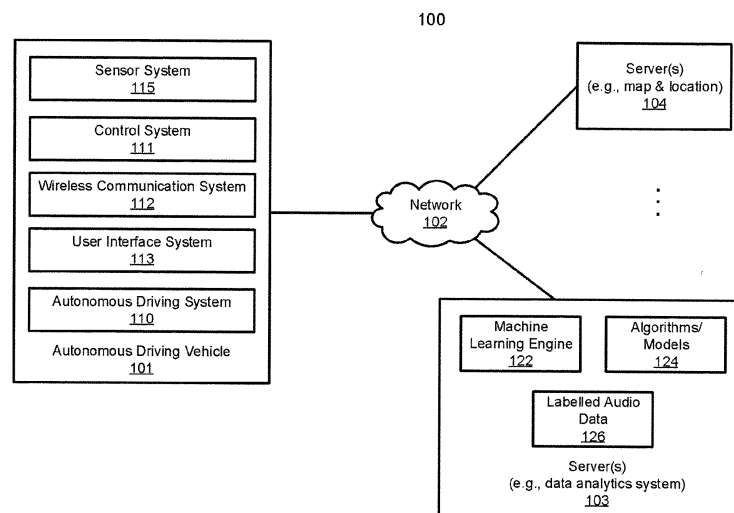 100
Sensor System
115
Control System
111
Wireless Communication System
112
User Interface System
113
Autonomous Driving System
110
Autonomous Driving Vehicle
101
Network
102
Server(s)
(e.g., map & location)
104
Machine
Learning Engine
122
Algorithms/
Models
124
Labelled Audio
Data
126
Server(s)
(e.g., data analytics system)
103